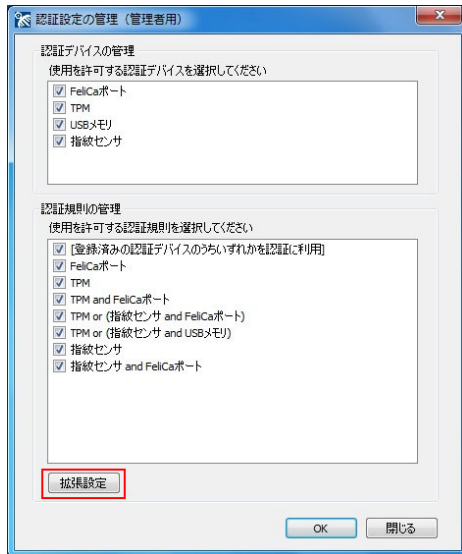 認証設定の管理（管理者用）
認証デバイスの管理
使用を許可する認証デバイスを選択してください
FeliCaポート
TPM
USBメモリ
指紋センサ
認証規則の管理
使用を許可する認証規則を選択してください
[登録済みの認証デバイスのうちいずれかを認証に利用]
FeliCaポート
TPM
TPM and FeliCaポート
TPM or (指紋センサ and FeliCaポート)
TPM or (指紋センサ and USBメモリ)
指紋センサ
指紋センサ and FeliCaポート
拡張設定
OK 閉じる